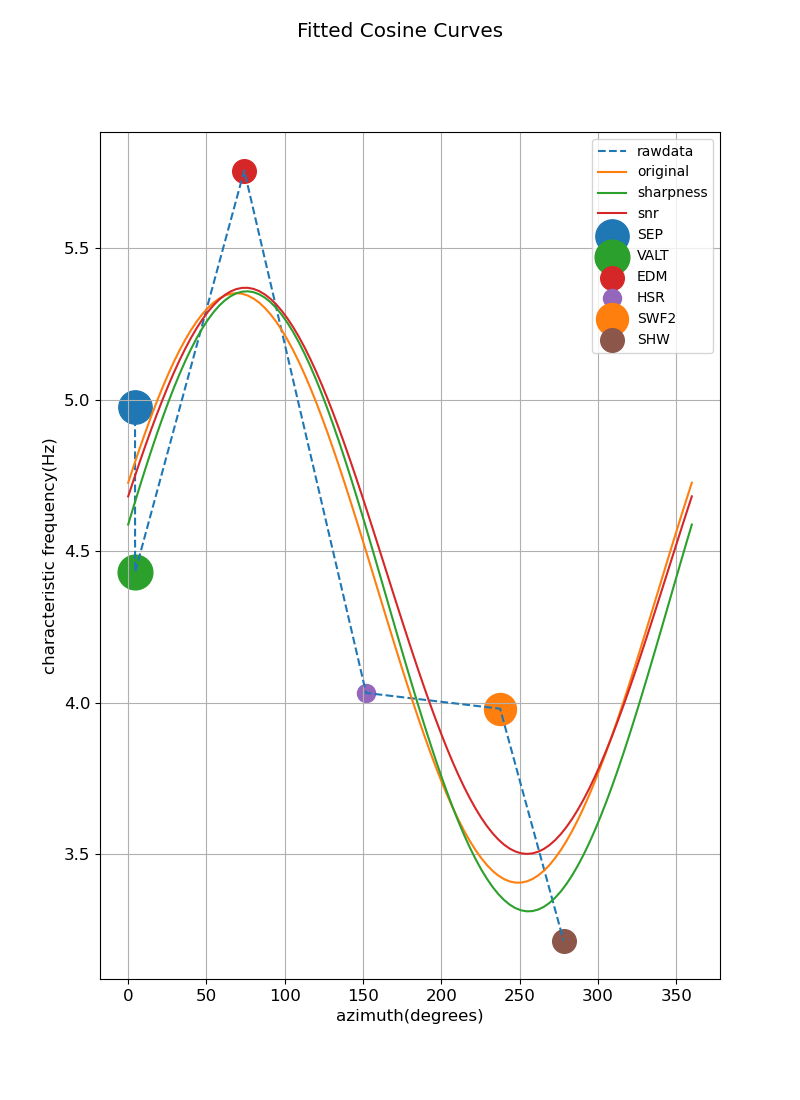 Fitted Cosine Curves
rawdata
original
sharpness
snr
SEP
VALT
EDM
HSR
SWF2
SHW
5.5
5.0
4.5
4.0
3.5
characteristic frequency(Hz)
0 50 100 150 200 250 300 350
azimuth(degrees)